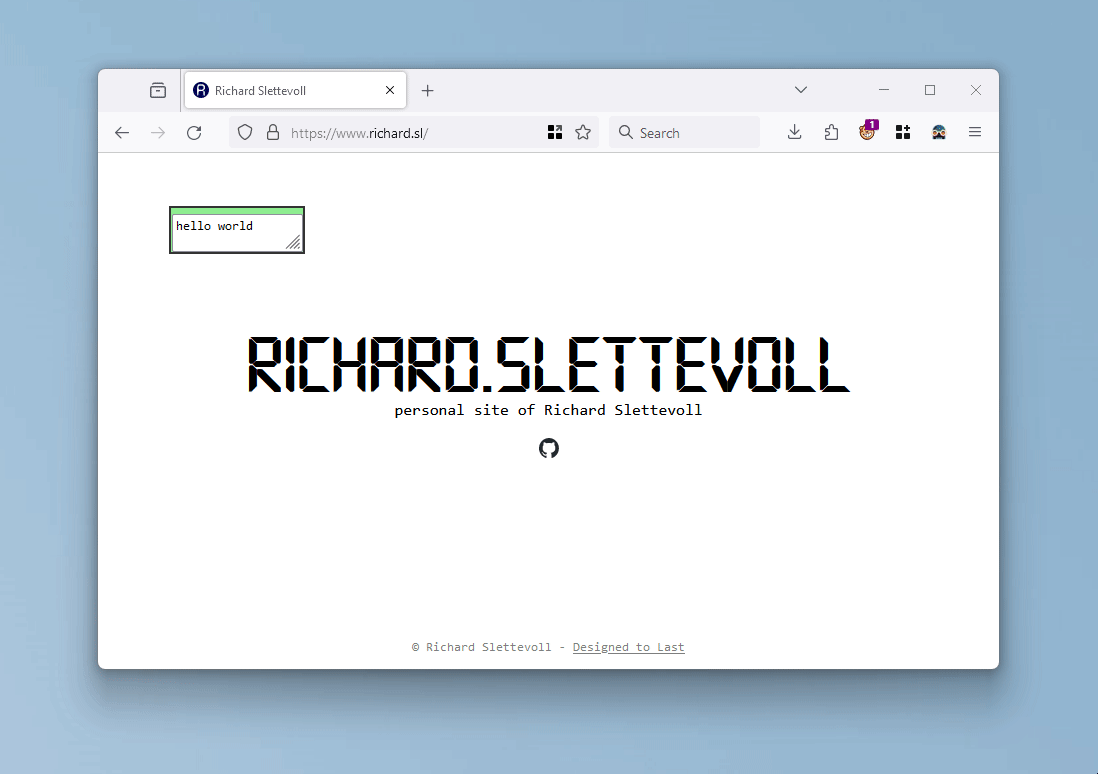 Richard Slettevoll
https://www.richard.sl/
Search
1
hello world
RICHARD.SLETTEVOLL
personal site of Richard Slettevoll
© Richard Slettevoll - Designed to Last